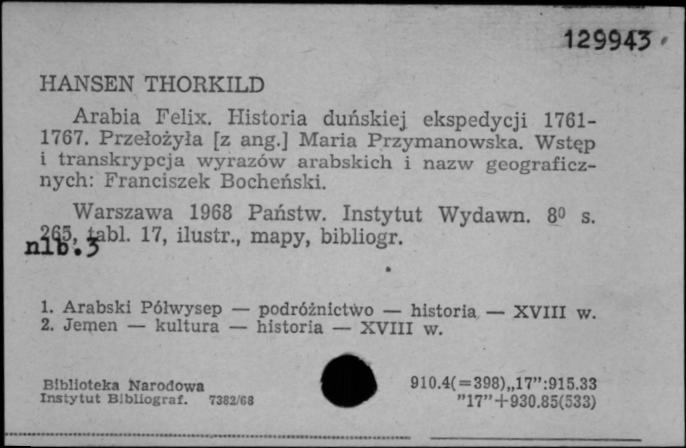 129943
HANSEN THORKILD
Arabia Felix. Historia duńskiej ekspedycji 1761-
1767. Przełożyła [z ang.] Maria Przymanowska. Wstęp
i transkrypcja wyrazów arabskich i nazw geograficz-
nych: Franciszek Bocheński.
Warszawa 1968 Państw. Instytut Wydawn. 8⁰ s.
265, tabl. 17, ilustr., mapy, bibliogr.
nlb.3
1. Arabski Półwysep — podróżnictwo — historia — XVIII w.
2. Jemen — kultura — historia — XVIII w.
Biblioteka Narodowa 910.4(=398)„17”:915.33
Instytut Bibliograf. 7382/68 ”17”+930.85(533)